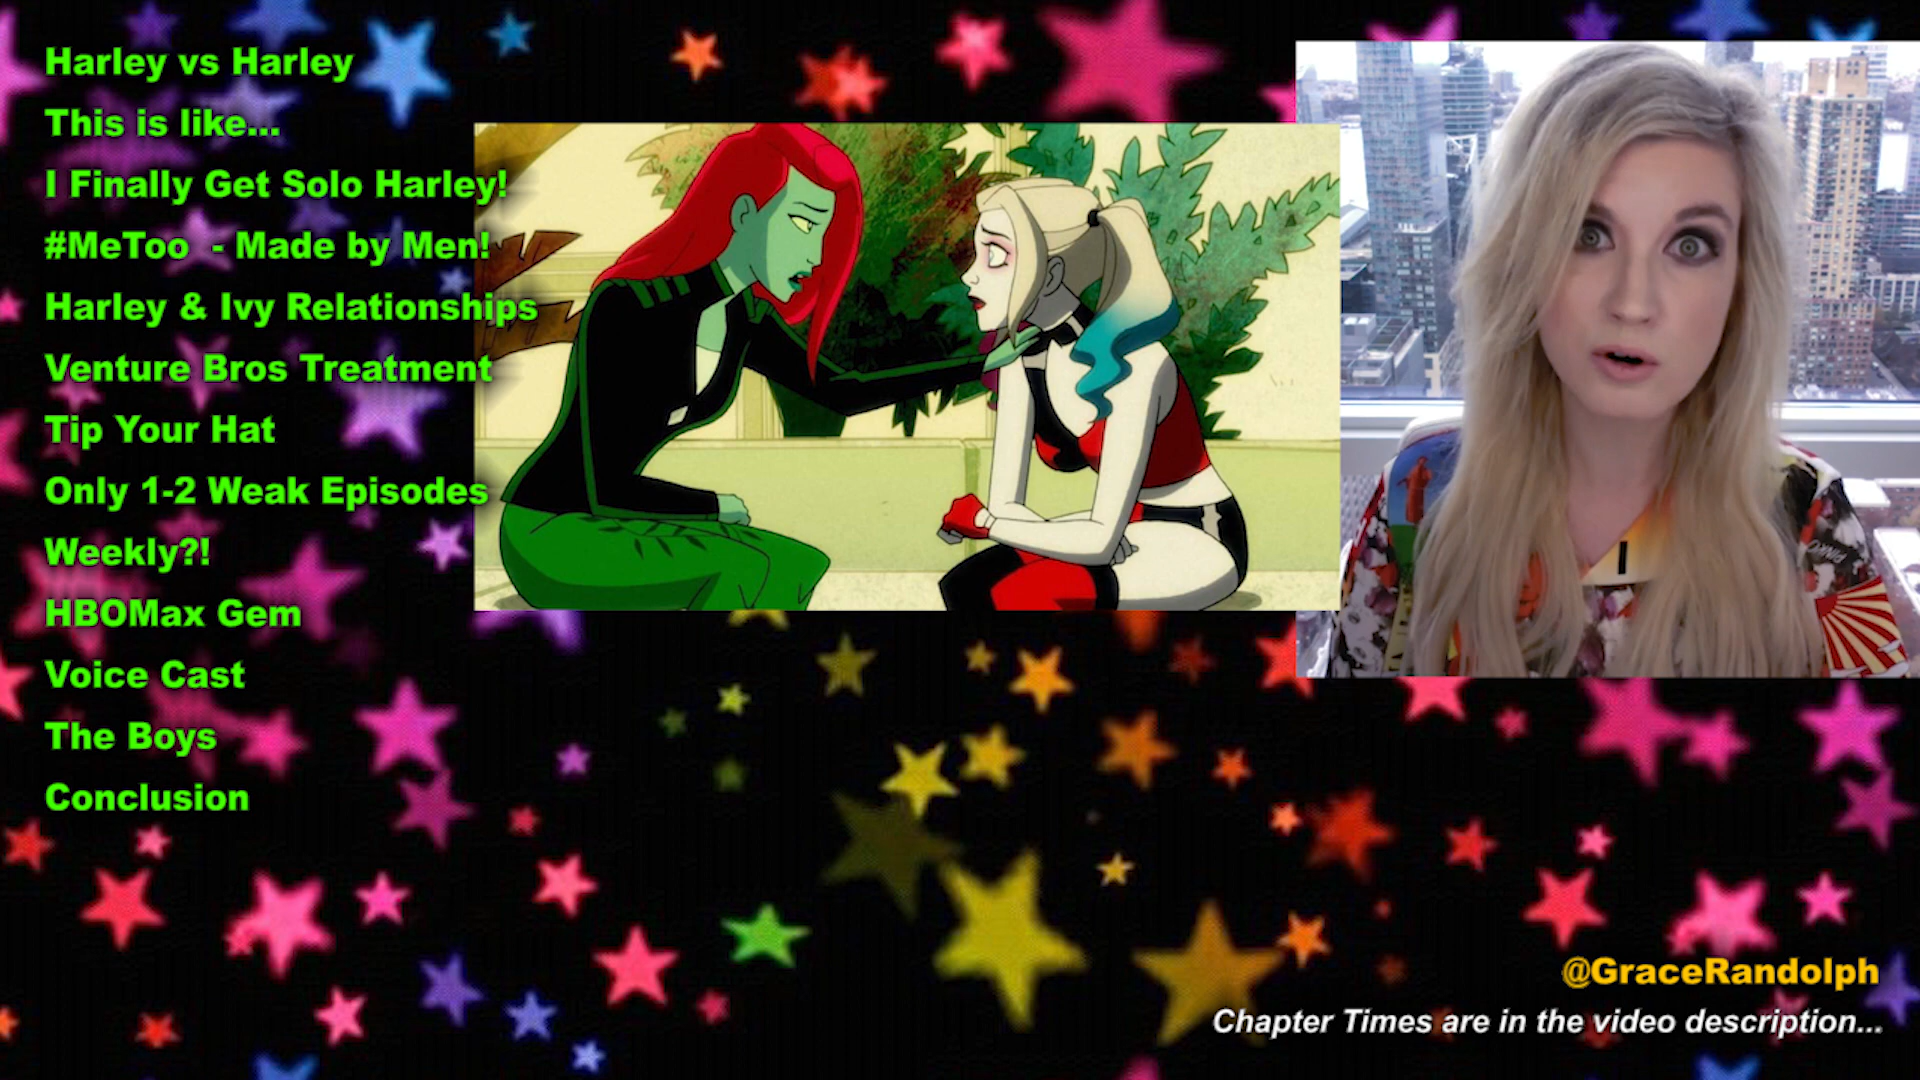 Harley vs Harley
This is like...
I Finally Get Solo Harley!
#MeToo - Made by Men!
Harley & Ivy Relationships
Venture Bros Treatment
Tip Your Hat
Only 1-2 Weak Episodes
Weekly?!
HBOMax Gem
Voice Cast
The Boys
Conclusion
@GraceRandolph
Chapter Times are in the video description...